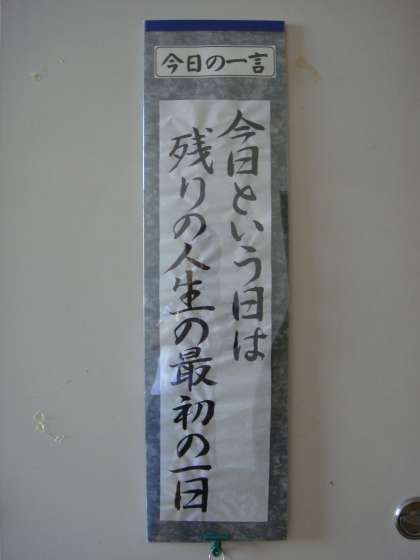 今日の一言
今日という日は
残りの人生の最初の一日